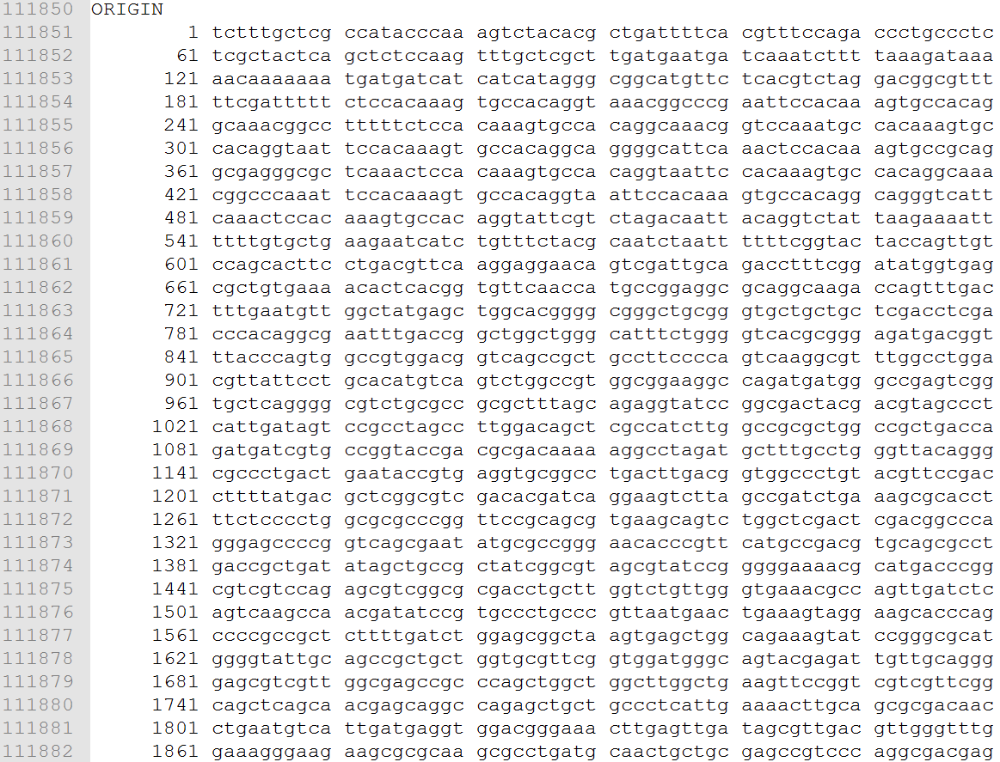 111850 ORIGIN
111851 1 tctttgctcg ccatacccaa aagtctacacg ctgattttca cgtttccaga ccctgccctc
111852 61 tcgctactca gctctccaag tttgctcgct tgatgaatga tcaaatcttt taaagataaa
111853 121 aacaaaaaaa tgatgatcat catcataggg cggcatgttc tcacgtctag gacggcgttt
111854 181 ttcgattttt ctccacaaag tgccacaggt aaacggcccg aattccacaa agtgccacag
111855 241 gcaaacggcc tttttctcca caaagtgcca caggcaaacg gtccaaatgc cacaaagtgc
111856 301 cacaggtaat tccacaaagt gccacaggca ggggcattca aactccacaa agtgccgcag
111857 361 gcgagggcgc tcaaactcca caaagtgcca caggtaattc cacaaagtgc cacaggcaaa
111858 421 cggcccaaat tccacaaagt gccacaggta attccacaaa gtgccacagg cagggtcatt
111859 481 caaactccac aaagtgccac aggtattcgt ctagacaatt acaggtctat taagaaaatt
111860 541 ttttgtgctg aagaatcatc tgtttctacg caatctaatt ttttcggtac taccagttgt
111861 601 ccagcacttc ctgacgttca aggaggaaca gtcgattgca gacctttcgg atatggtgag
111862 661 cgctgtgaaa acactcacgg tgttcaacca tgccggaggc gcaggcaaga ccagtttgac
111863 721 tttgaatgtt ggctatgagc tggcacgggg cgggctgcgg gtgctgctgc tcgacctcga
111864 781 cccacaggcg aatttgaccg gctggctggg catttctggg gtcacgcggg agatgacggt
111865 841 ttacccagtg gccgtggacg gtcagccgct gccttcccca gtcaaggcgt ttggcctgga
111866 901 cgttattcct gcacatgtca gtctggccgt ggcggaaggc cagatgatgg gccgagtcgg
111867 961 tgctcagggg cgtctgcgcc gcgctttagc agaggtatcc ggcgactacg acgtagccct
111868 1021 cattgatagt ccgcctagcc ttggacagct cgccatcttg gccgcgctgg ccgctgacca
111869 1081 gatgatcgtg ccggtaccga cgcgacaaaa aggcctagat gctttgcctg ggttacaggg
111870 1141 cgccctgact gaataccgtg aggtgcggcc tgacttgacg gtggccctgt acgttccgac
111871 1201 cttttatgac gctcggcgtc gacacgatca ggaagtctta gccgatctga aagcgcacct
111872 1261 ttctcccctg gcgcgcccgg ttccgcagcg tgaagcagtc tggctcgact cgacggccca
111873 1321 gggagccccg gtcagcgaat atgcgccggg aacacccgtt catgccgacg tgcagcgcct
111874 1381 gaccgctgat atagctgccg ctatcggcgt agcgtatccg ggggaaaacg catgacccgg
111875 1441 cgtcgtccag agcgtcggcg cgacctgctt ggtctgttgg gtgaaacgcc agttgatctc
111876 1501 agtcaagcca acgatatccg tgccctgccc gttaatgaac tgaaagtagg aagcacccag
111877 1561 ccccgccgct cttttgatct ggagcggcta agtgagctgg cagaaagtat ccgggcgcat
111878 1621 ggggtattgc agccgctgct ggtgcgttcg gtggatgggc agtacgagat tgttgcaggg
111879 1681 gagcgtcgtt ggcgagccgc ccagctggct ggcttggctg aagttccggt cgtcgttcgg
111880 1741 cagctcagca acgagcaggc cagagctgct gccctcattg aaaacttgca gcgcgacaac
111881 1801 ctgaatgtca ttgatgaggt ggacgggaaa cttgagttga tagcgttgac gttgggtttg
111882 1861 gaaagggaag aagcgcgcaa gcgcctgatg caactgctgc gagccgtccc aggcgacgag